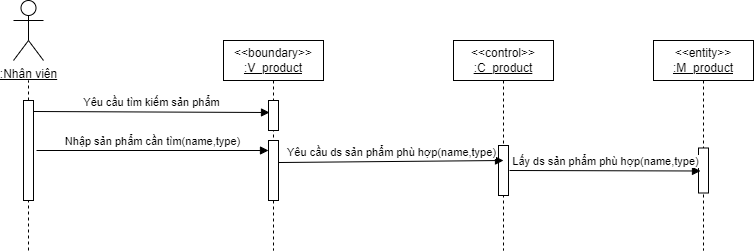 <<boundary>>
:V_product
<<control>>
:C_product
<<entity>>
:M_product
:Nhân viên
Yêu cầu tìm kiếm sản phẩm
Nhập sản phẩm cần tìm(name,type)
Yêu cầu ds sản phẩm phù hợp(name,type)
Lấy ds sản phẩm phù hợp(name,type)